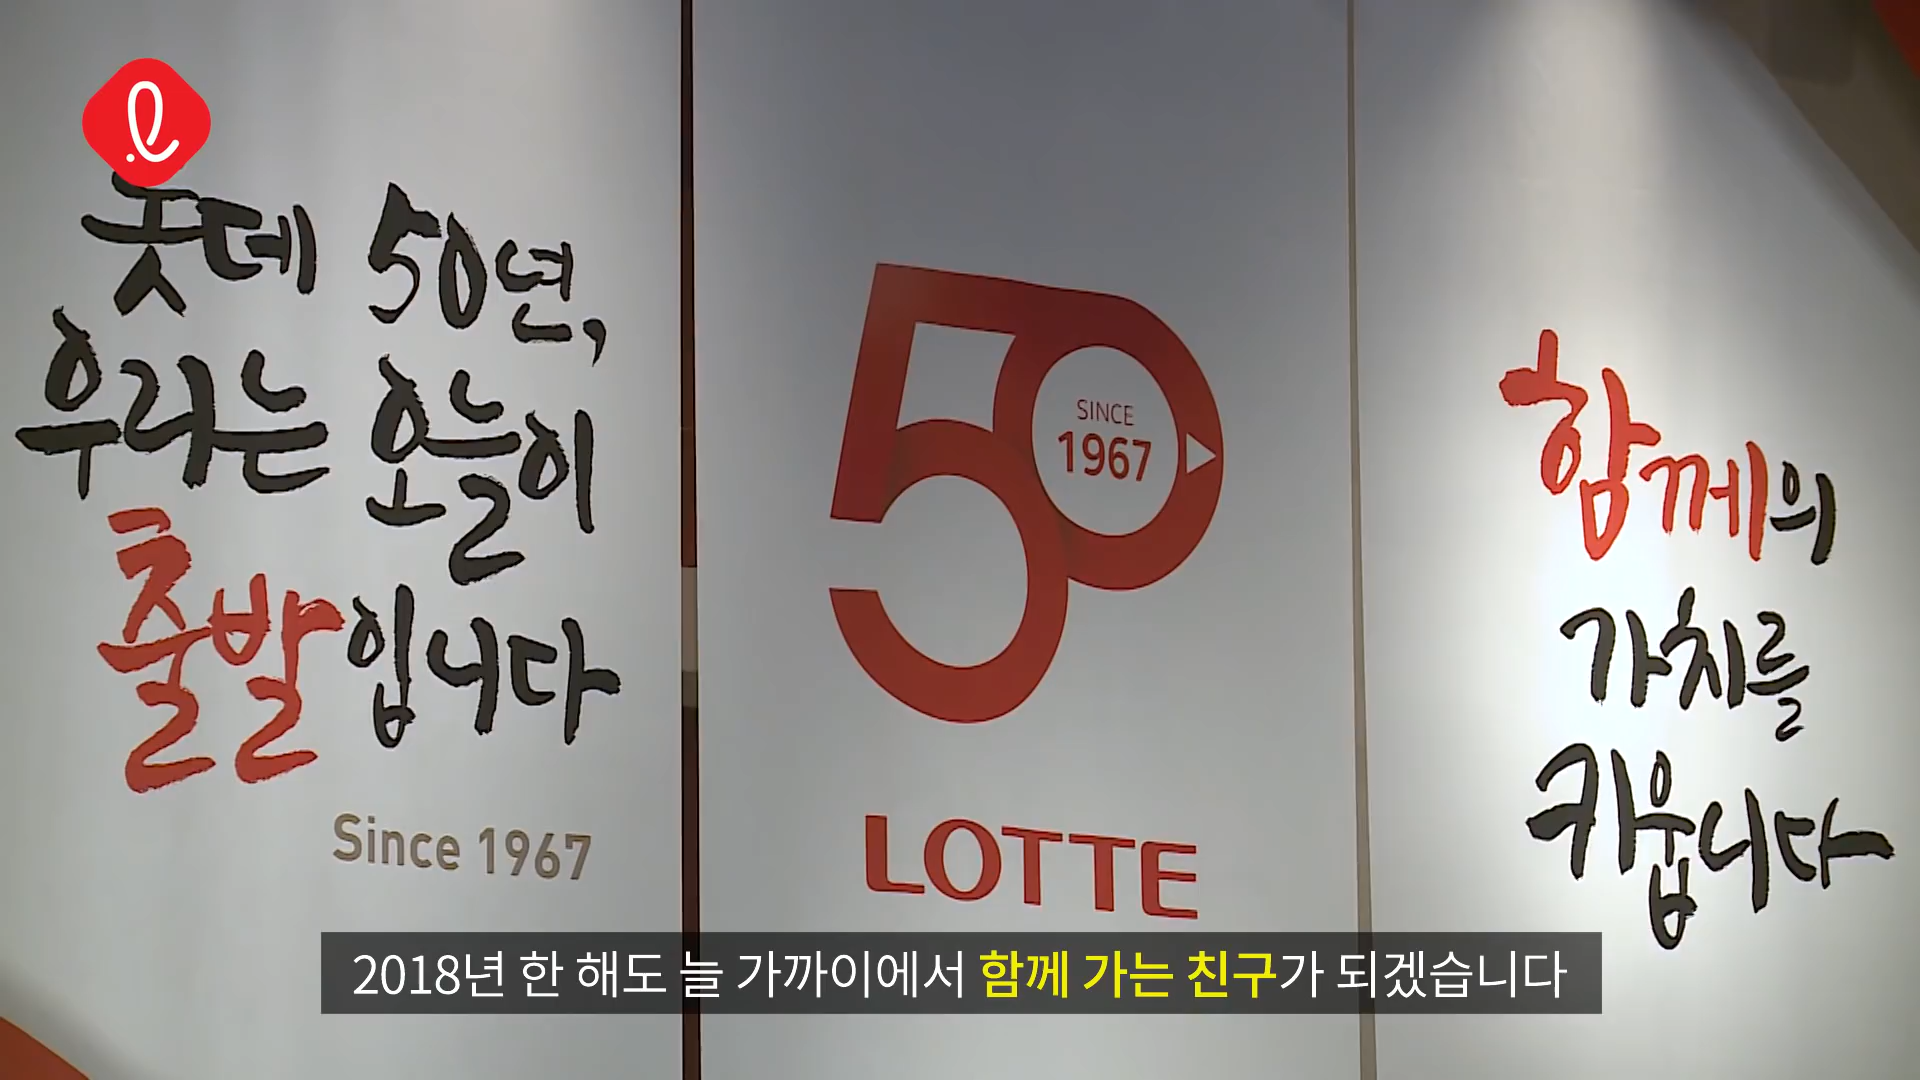 롯데 50년,
우리는 오늘이
출발입니다
Since 1967
SINCE
1967
LOTTE
함께의
가치를
키웁니다
2018년 한 해도 늘 가까이에서 함께 가는 친구가 되겠습니다